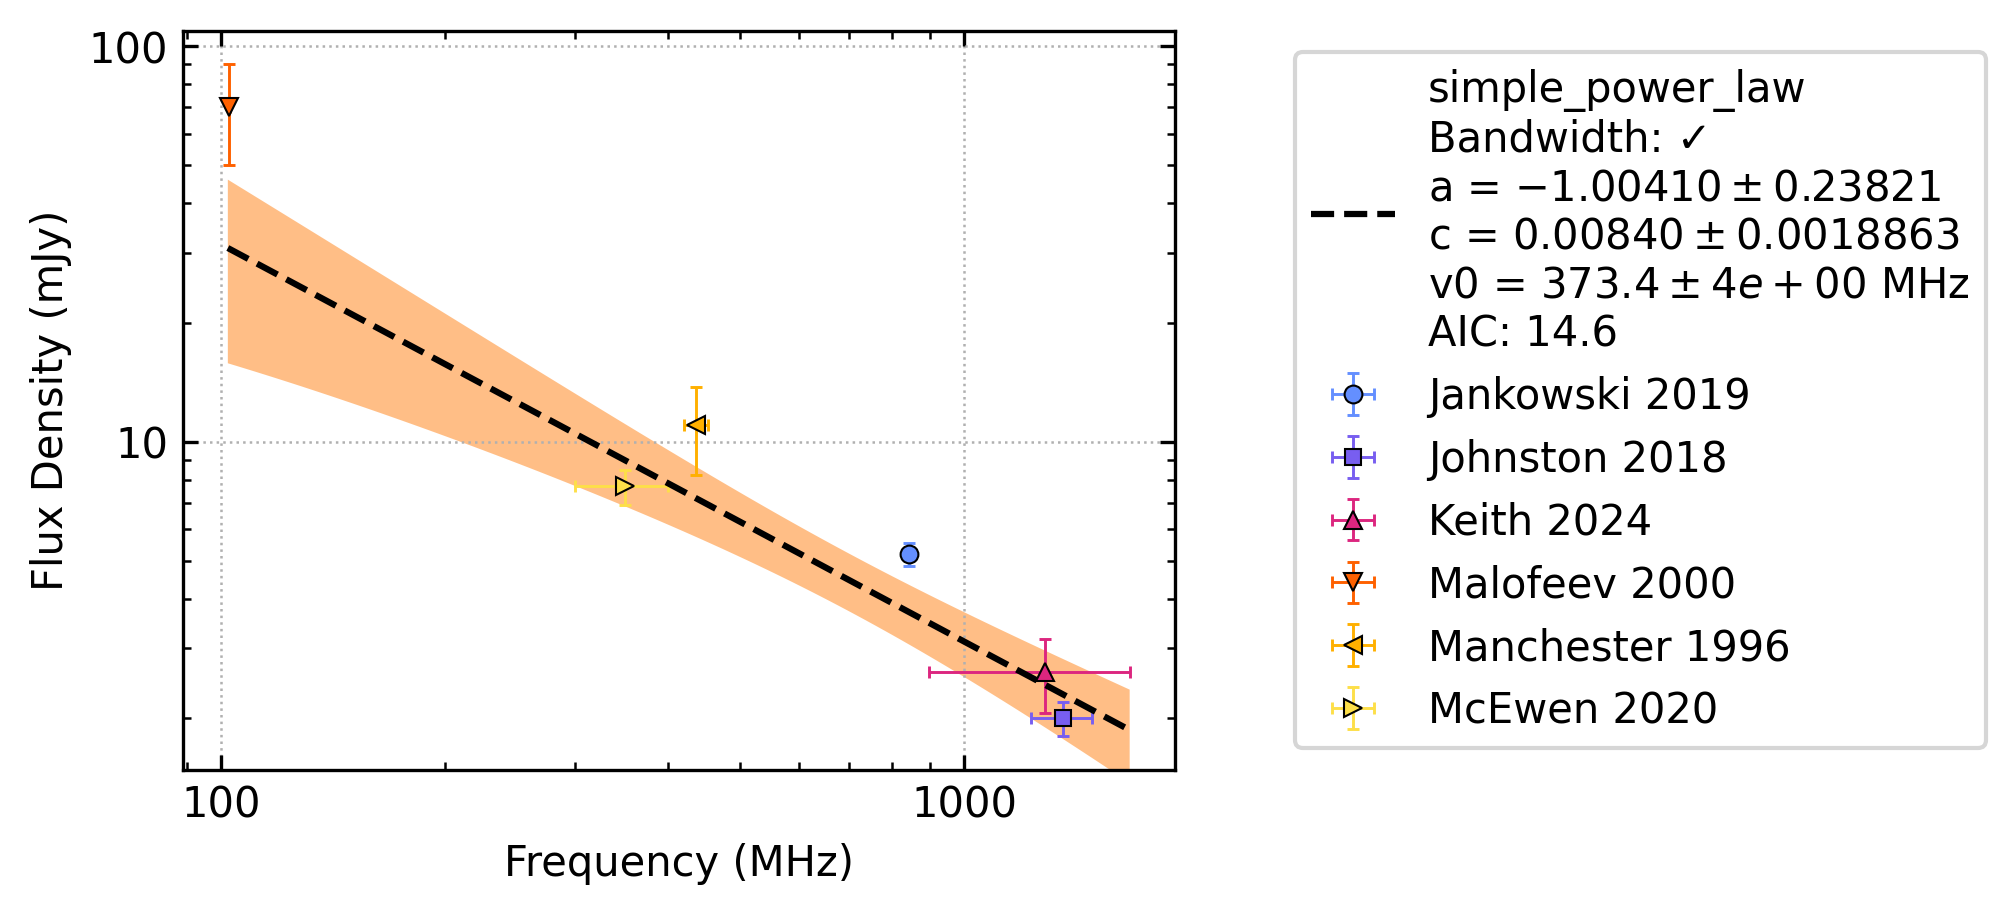 100
10
Flux Density (mJy)
100
1000
Frequency (MHz)
simple_power_law
Bandwidth: ✓
a = −1.00410 ± 0.23821
c = 0.00840 ± 0.0018863
v0 = 373.4 ± 4e + 00 MHz
AIC: 14.6
Jankowski 2019
Johnston 2018
Keith 2024
Malofeev 2000
Manchester 1996
McEwen 2020